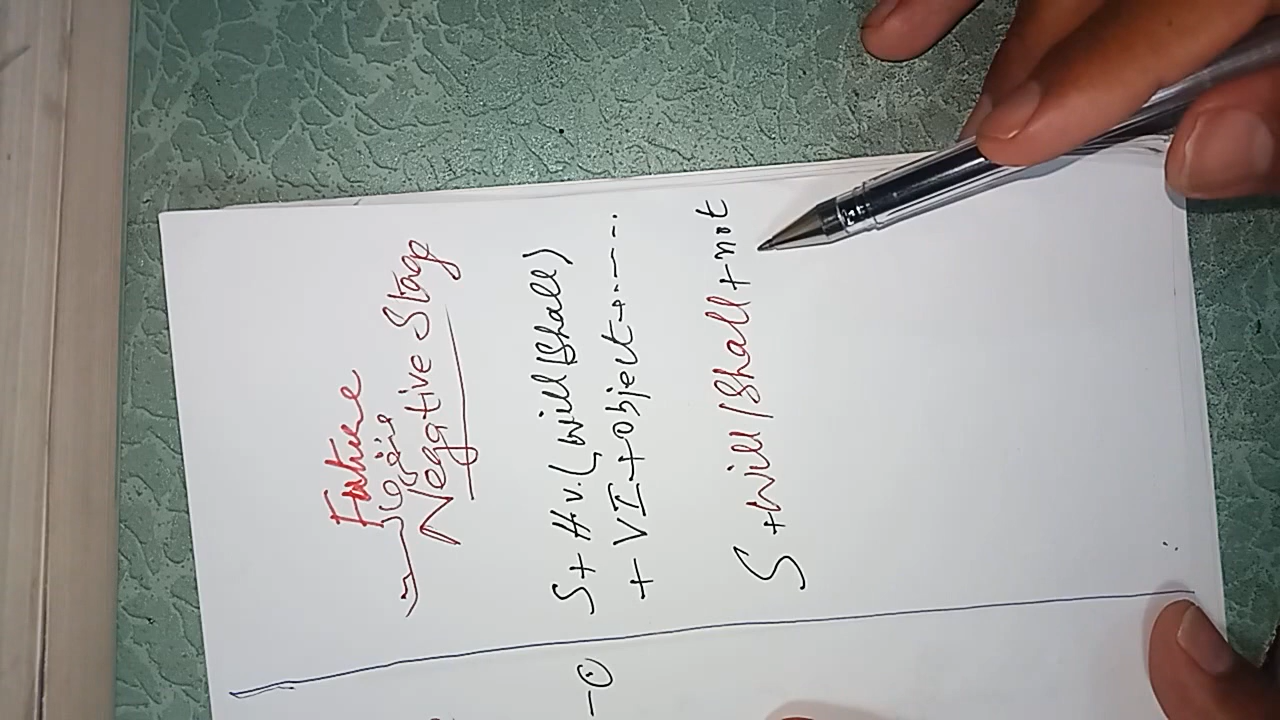 Future
Negative Stage
S + H.v. (will/shall)
+ VI + object + - - - ....
S + will/shall + not